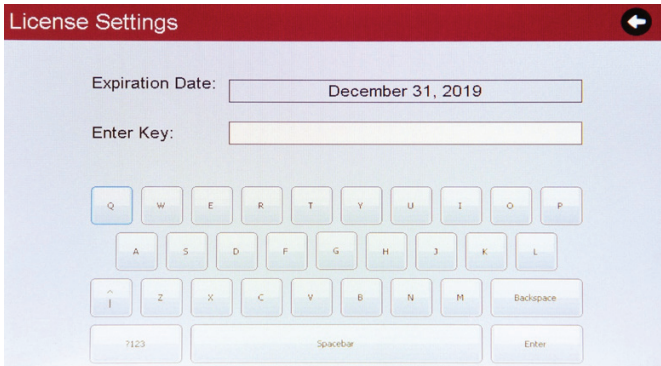 License Settings
Expiration Date: December 31, 2019
Enter Key:
Q W E R T Y U I O P
A S D F G H J K L
Z X C V B N M Backspace
?123 Spacebar Enter